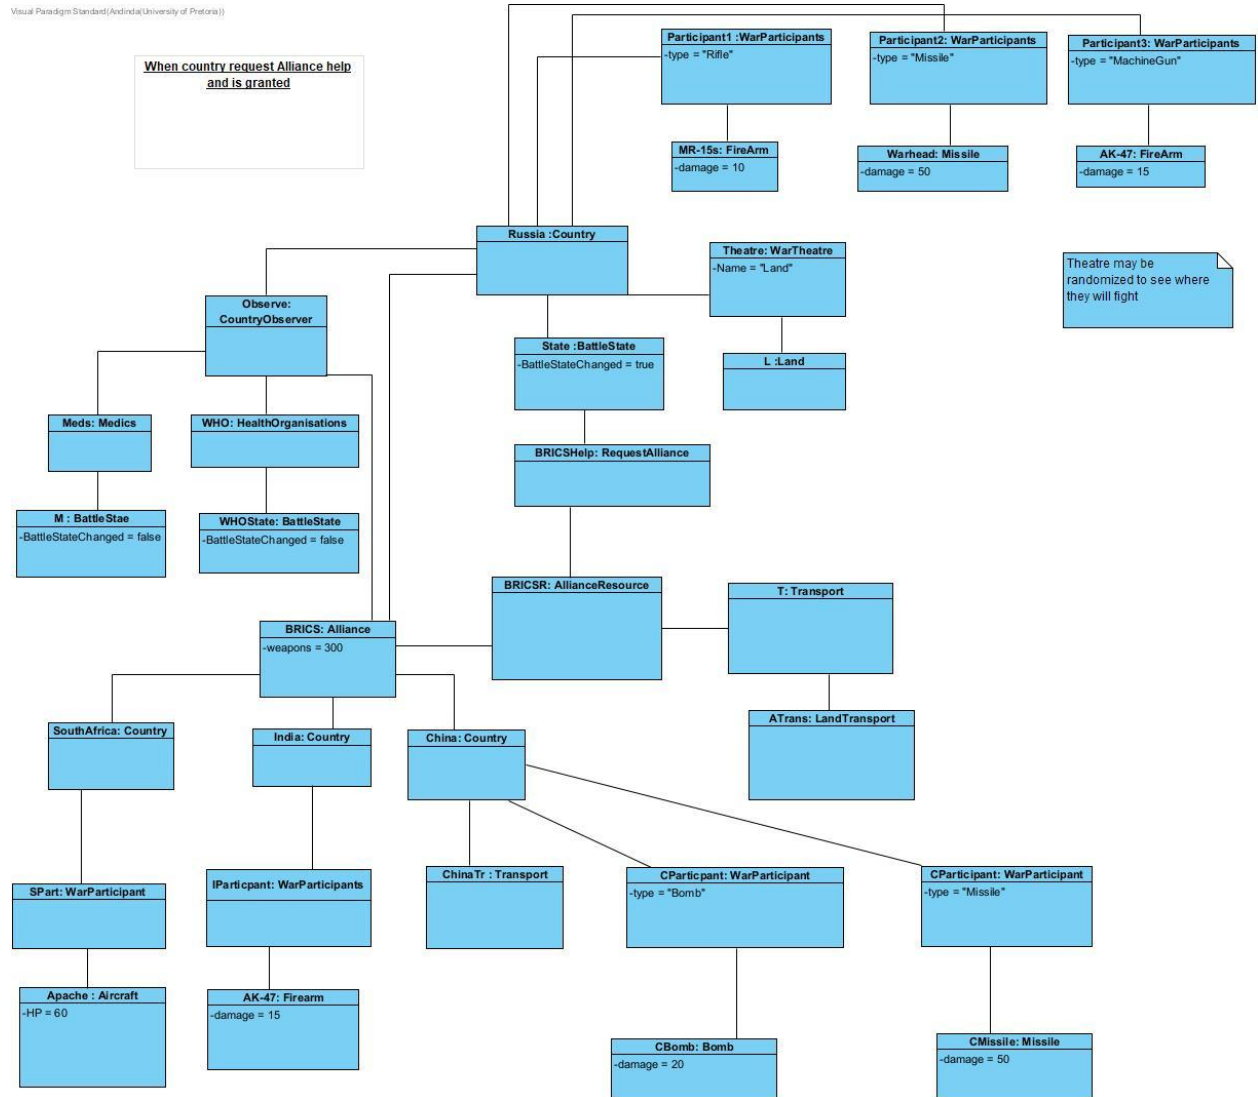 Visual Paradigm Standard(Andinda(University of Pretoria))
When country request Alliance help
and is granted
Participant1 :WarParticipants
-type = "Rifle"
Participant2: WarParticipants
-type = "Missile"
Participant3: WarParticipants
-type = "MachineGun"
MR-15s: FireArm
-damage = 10
Warhead: Missile
-damage = 50
AK-47: FireArm
-damage = 15
Russia :Country
Theatre: WarTheatre
-Name = "Land"
Theatre may be
randomized to see where
they will fight
Observe:
CountryObserver
State :BattleState
-BattleStateChanged = true
L :Land
Meds: Medics
WHO: HealthOrganisations
BRICSHelp: RequestAlliance
M : BattleStae
-BattleStateChanged = false
WHOState: BattleState
-BattleStateChanged = false
BRICSR: AllianceResource
T: Transport
BRICS: Alliance
-weapons = 300
ATrans: LandTransport
SouthAfrica: Country
India: Country
China: Country
SPart: WarParticipant
IParticpant: WarParticipants
ChinaTr : Transport
CParticpant: WarParticipant
-type = "Bomb"
CParticipant: WarParticipant
-type = "Missile"
Apache : Aircraft
-HP = 60
AK-47: Firearm
-damage = 15
CBomb: Bomb
-damage = 20
CMissile: Missile
-damage = 50